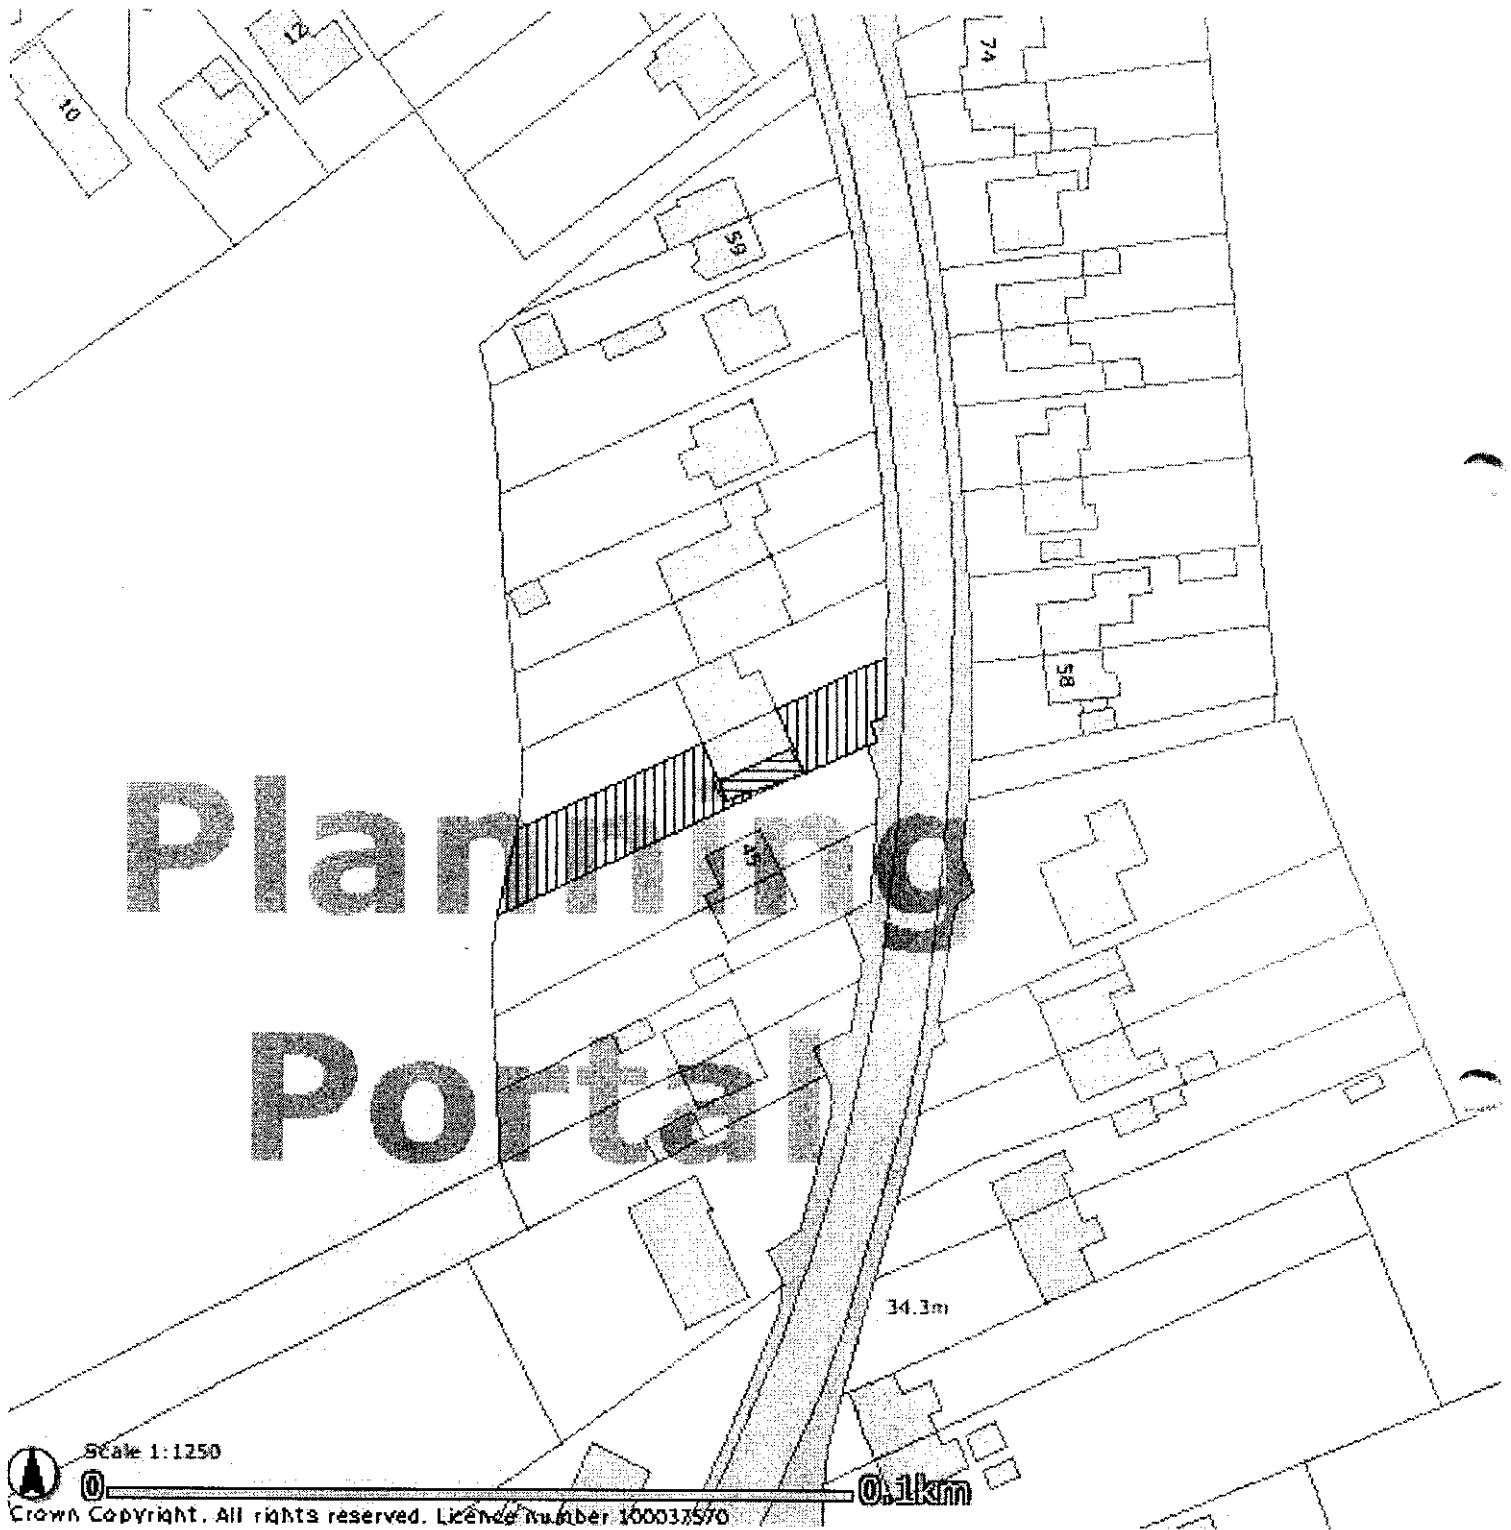 12
74
10
59
58
Planning
45
Portal
34.3m
Scale 1:1250
0 0.1km
Crown Copyright. All rights reserved. Licence number 100037570